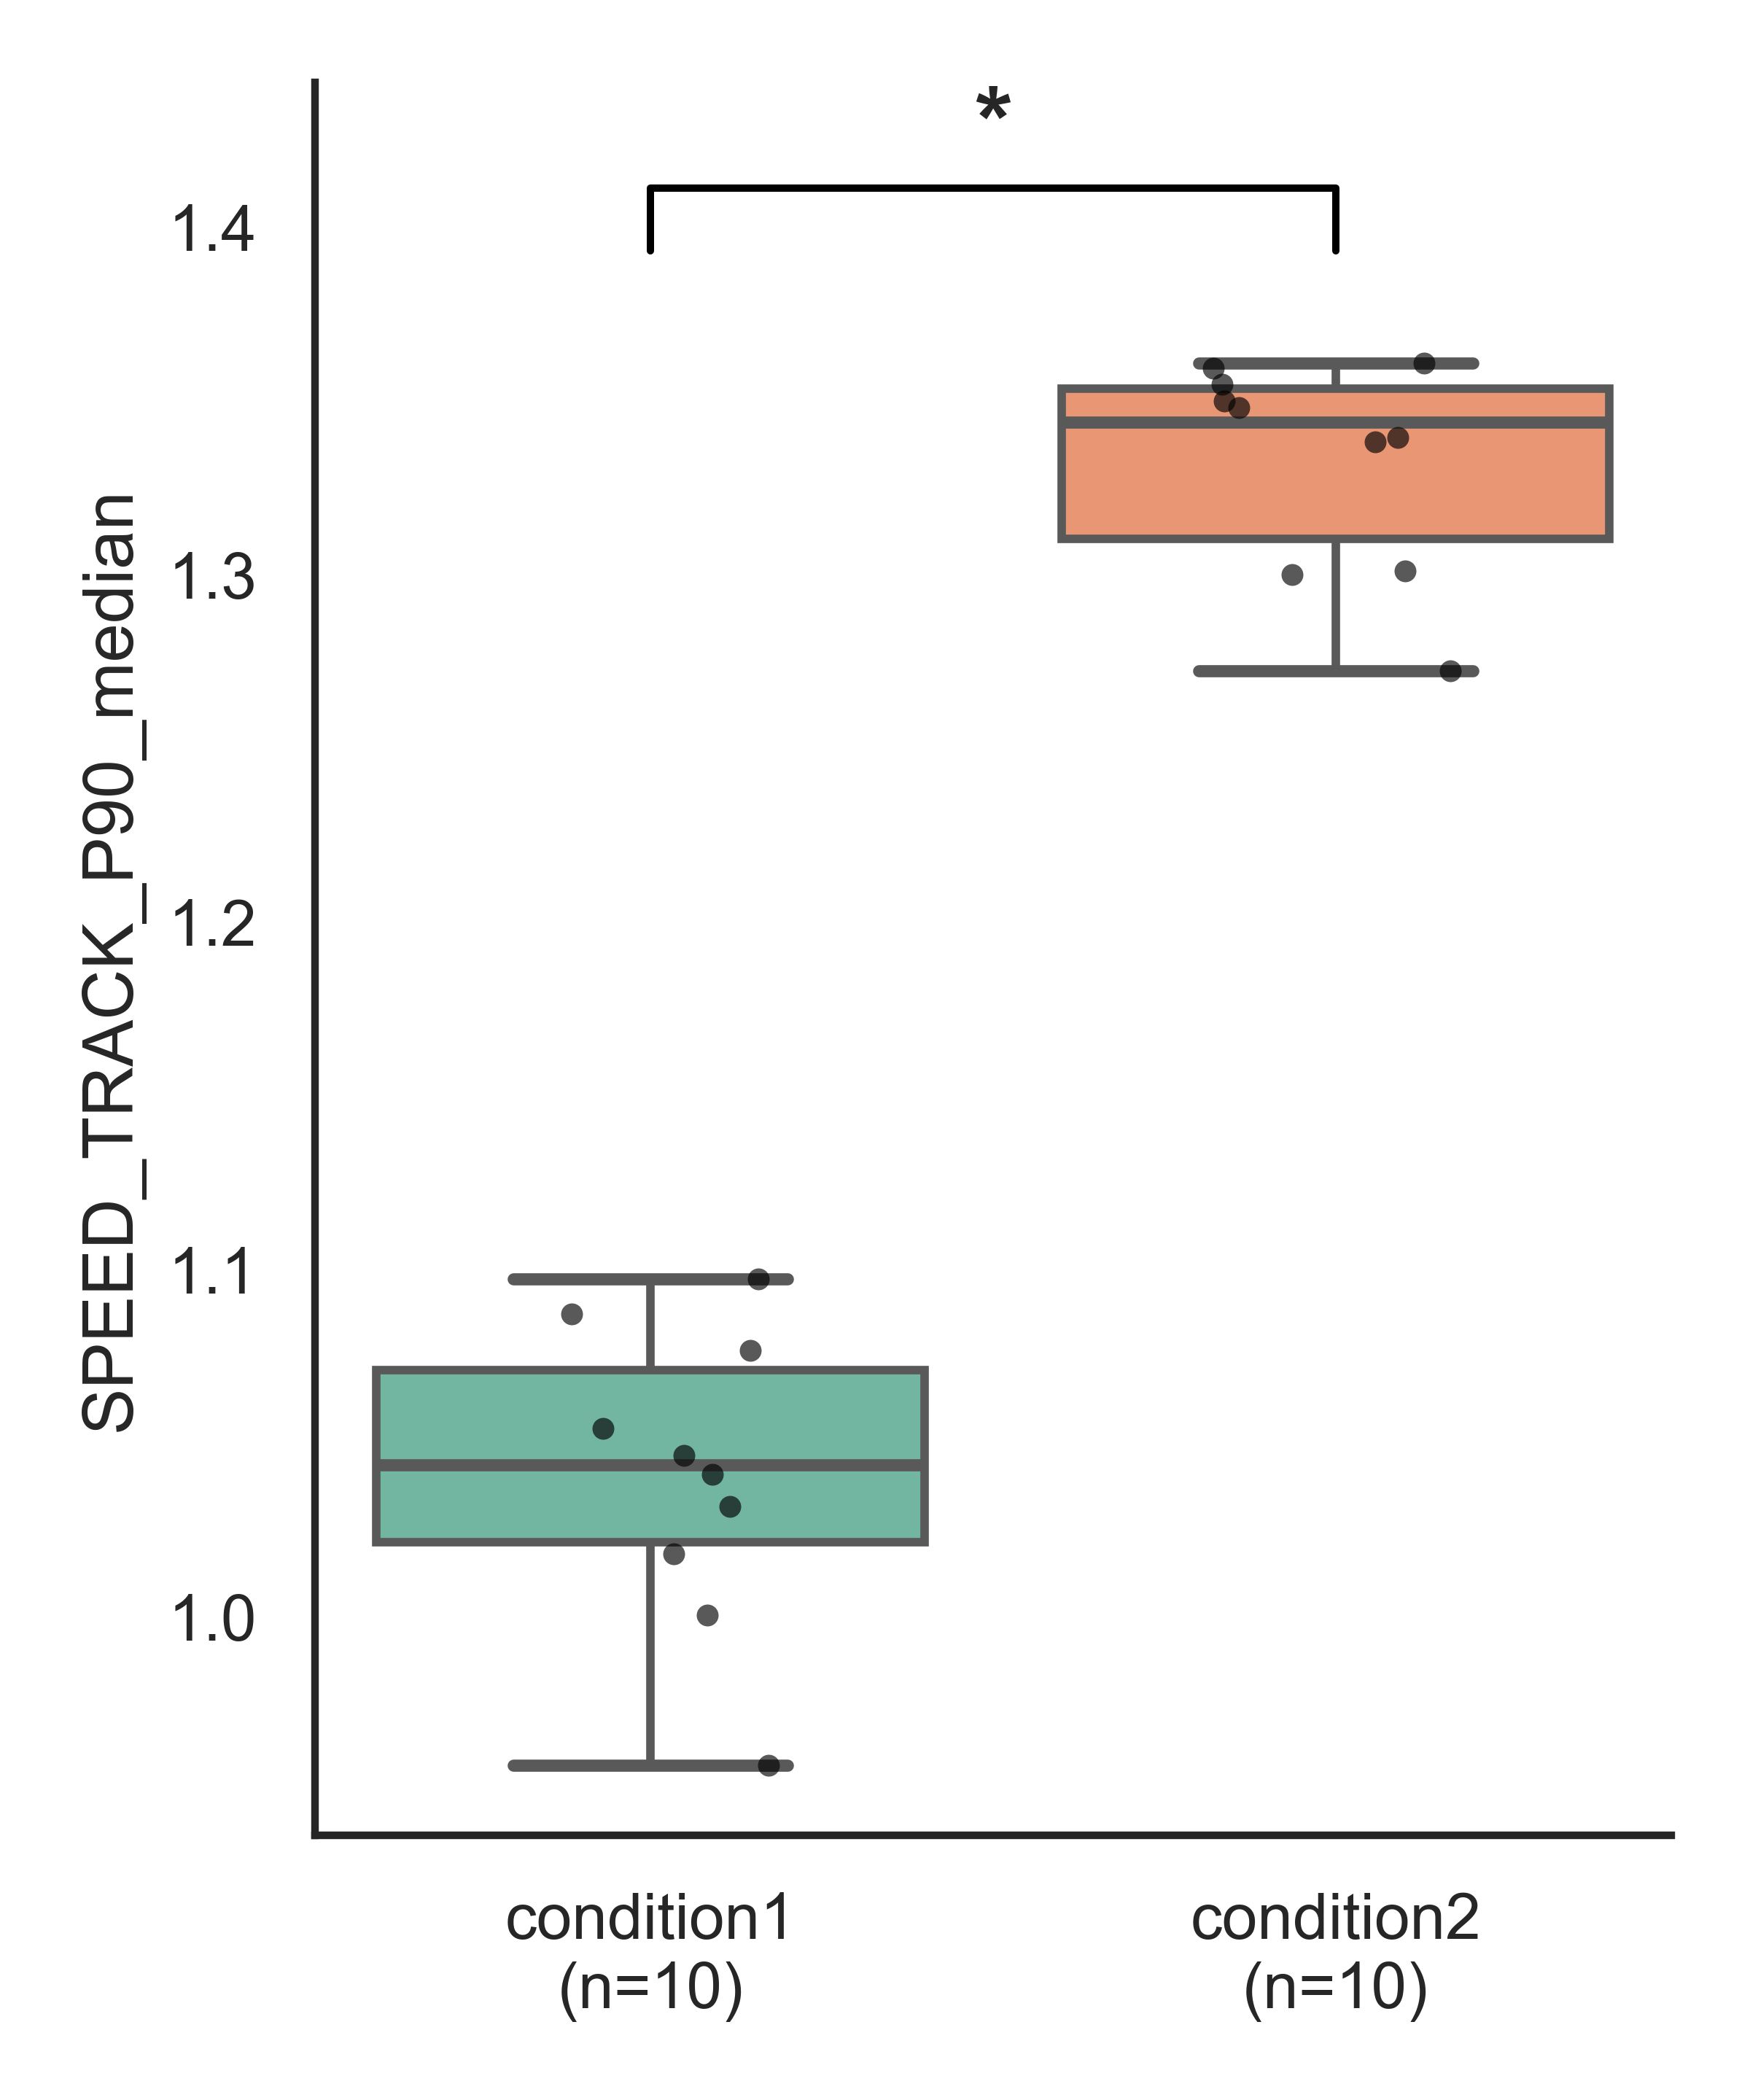 *
1.4
1.3
1.2
1.1
1.0
SPEED_TRACK_P90_median
condition1
(n=10)
condition2
(n=10)